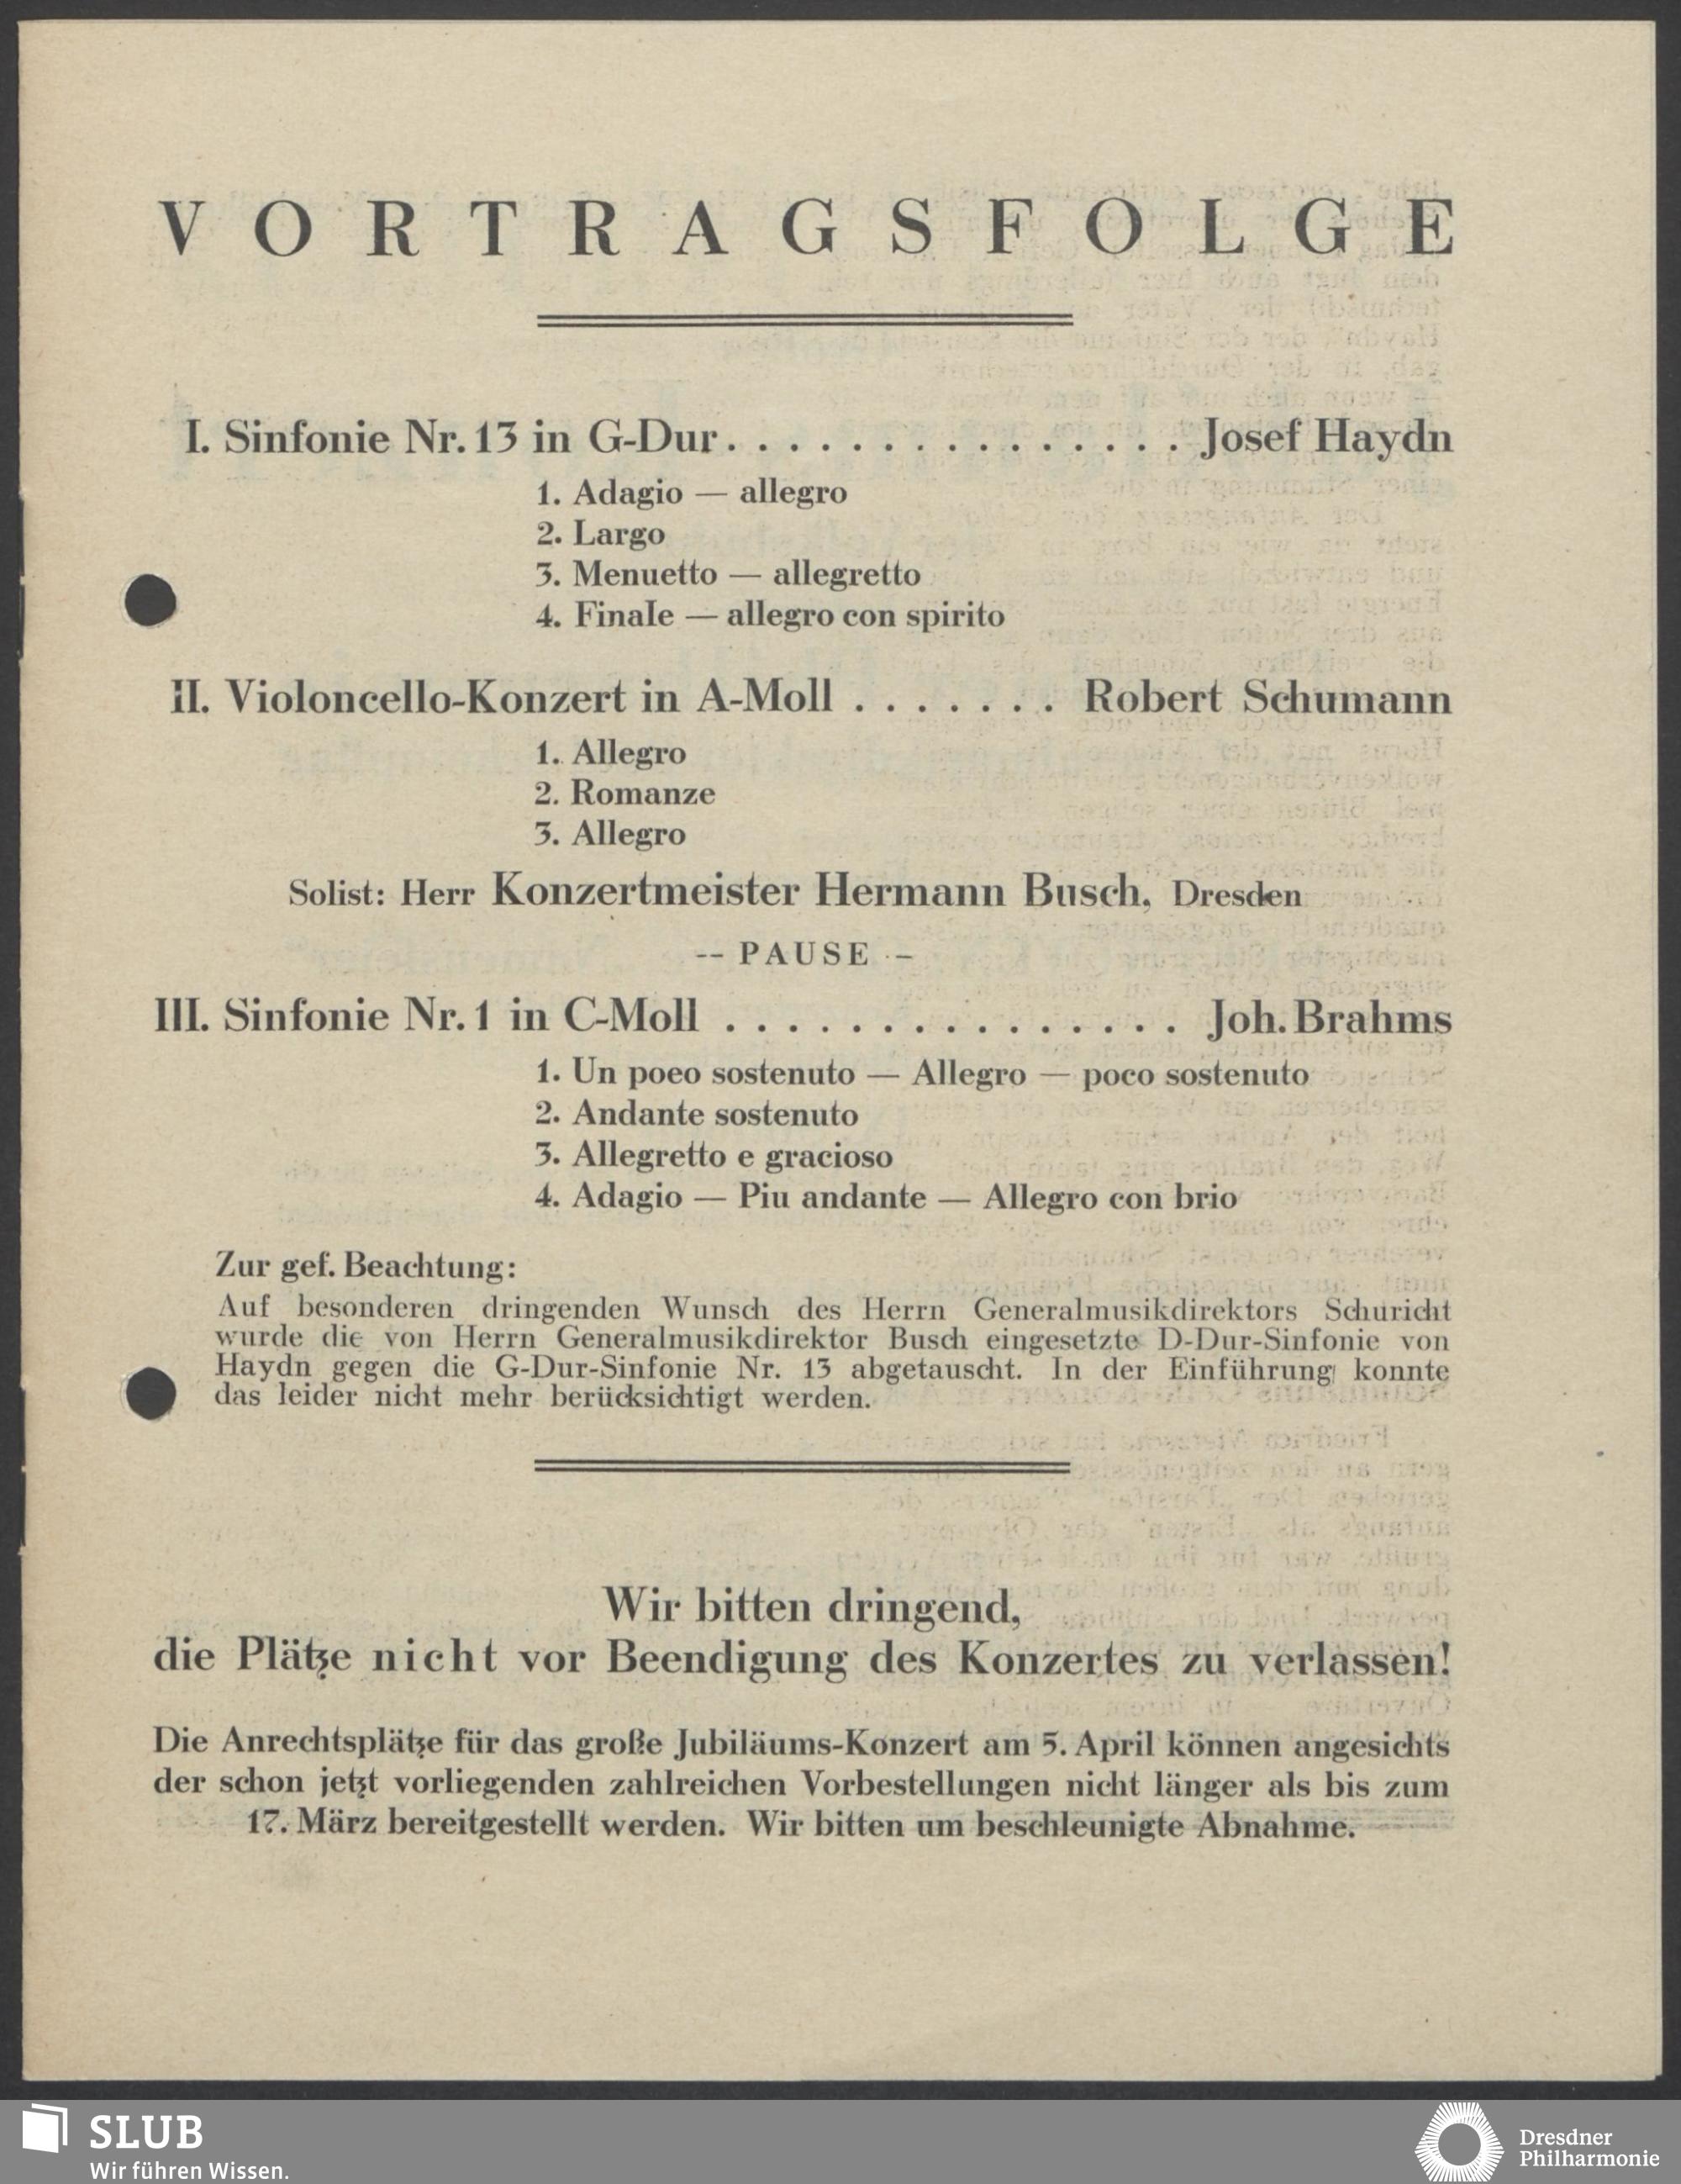 VORTRAGSFOLGE
I. Sinfonie Nr. 13 in G-Dur. . . . . . . . . . . . . . . . Josef Haydn
1. Adagio — allegro
2. Largo
3. Menuetto — allegretto
4. Finale — allegro con spirito
II. Violoncello-Konzert in A-Moll . . . . . . . Robert Schumann
1. Allegro
2. Romanze
3. Allegro
Solist: Herr Konzertmeister Hermann Busch, Dresden
-- PAUSE --
III. Sinfonie Nr. 1 in C-Moll . . . . . . . . . . . . . . . Joh. Brahms
1. Un poeo sostenuto — Allegro — poco sostenuto
2. Andante sostenuto
3. Allegretto e gracioso
4. Adagio — Piu andante — Allegro con brio
Zur gef. Beachtung:
Auf besonderen dringenden Wunsch des Herrn Generalmusikdirektors Schuricht
wurde die von Herrn Generalmusikdirektor Busch eingesetzte D-Dur-Sinfonie von
Haydn gegen die G-Dur-Sinfonie Nr. 13 abgetauscht. In der Einführung konnte
das leider nicht mehr berücksichtigt werden.
Wir bitten dringend,
die Plätze nicht vor Beendigung des Konzertes zu verlassen!
Die Anrechtsplätze für das große Jubiläums-Konzert am 5. April können angesichts
der schon jetzt vorliegenden zahlreichen Vorbestellungen nicht länger als bis zum
17. März bereitgestellt werden. Wir bitten um beschleunigte Abnahme.
SLUB
Wir führen Wissen.
Dresdner
Philharmonie